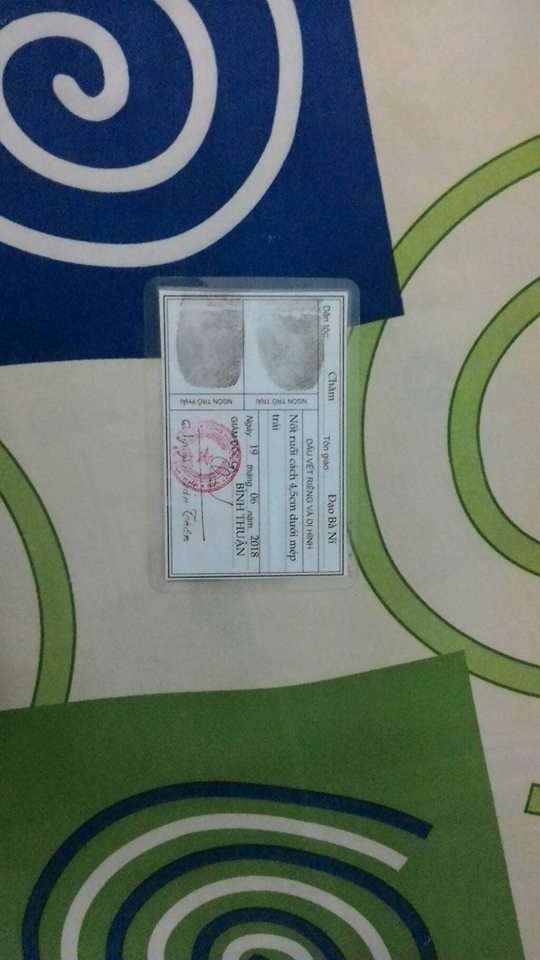 Dân tộc: Chăm Tôn giáo: Đạo Bà Ni
NGÓN TRỎ TRÁI
NGÓN TRỎ PHẢI
DẤU VẾT RIÊNG VÀ DỊ HÌNH
Nốt ruồi cách 4,5cm dưới mép
trái
Ngày 19 tháng 06 năm 2018
GIÁM ĐỐC CA BÌNH THUẬN